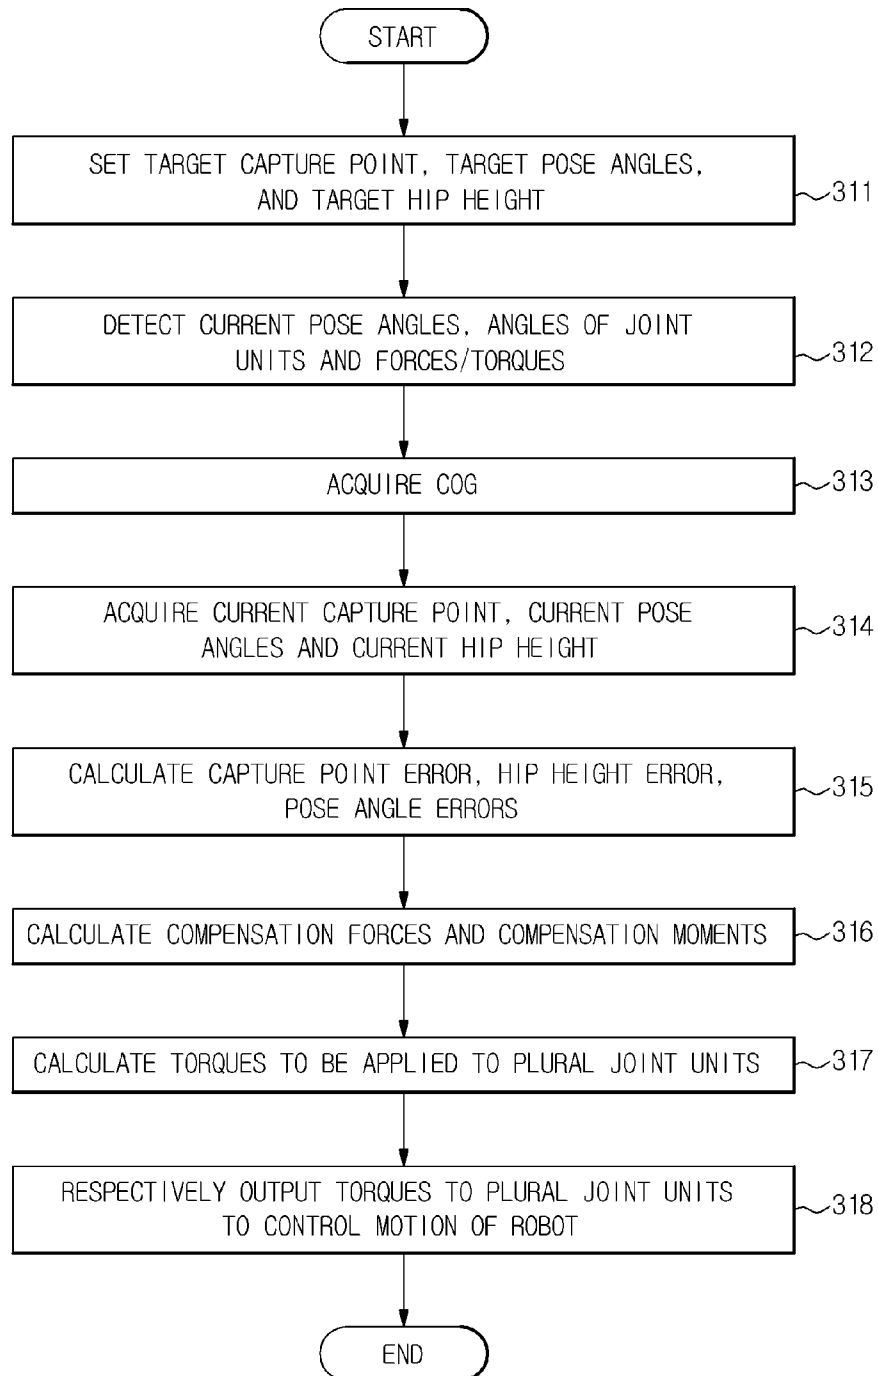 START
SET TARGET CAPTURE POINT, TARGET POSE ANGLES,
AND TARGET HIP HEIGHT
311
DETECT CURRENT POSE ANGLES, ANGLES OF JOINT
UNITS AND FORCES/TORQUES
312
ACQUIRE COG
313
ACQUIRE CURRENT CAPTURE POINT, CURRENT POSE
ANGLES AND CURRENT HIP HEIGHT
314
CALCULATE CAPTURE POINT ERROR, HIP HEIGHT ERROR,
POSE ANGLE ERRORS
315
CALCULATE COMPENSATION FORCES AND COMPENSATION MOMENTS
316
CALCULATE TORQUES TO BE APPLIED TO PLURAL JOINT UNITS
317
RESPECTIVELY OUTPUT TORQUES TO PLURAL JOINT UNITS
TO CONTROL MOTION OF ROBOT
318
END